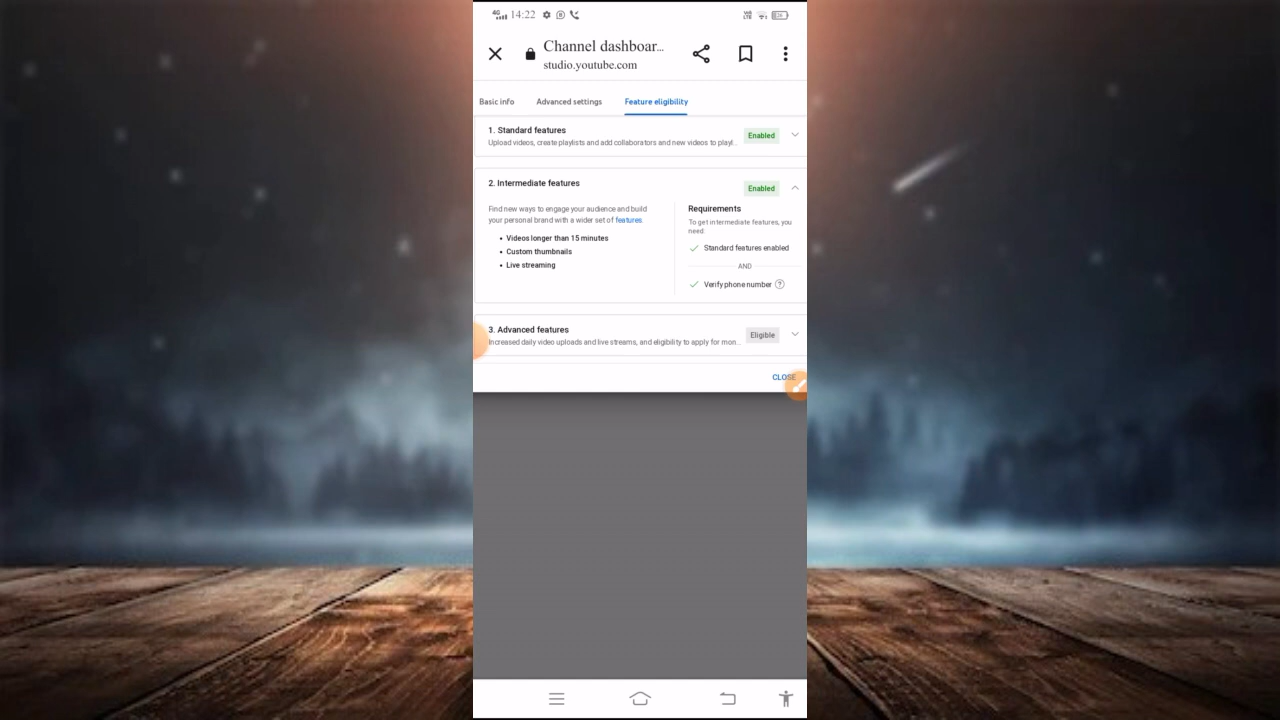 4G 14:22
Channel dashboar...
studio.youtube.com
Basic info Advanced settings Feature eligibility
1. Standard features
Upload videos, create playlists and add collaborators and new videos to playl...
Enabled
2. Intermediate features
Enabled
Find new ways to engage your audience and build
your personal brand with a wider set of features.
• Videos longer than 15 minutes
• Custom thumbnails
• Live streaming
Requirements
To get intermediate features, you
need:
Standard features enabled
AND
Verify phone number ?
3. Advanced features
Increased daily video uploads and live streams, and eligibility to apply for mon...
Eligible
CLOSE